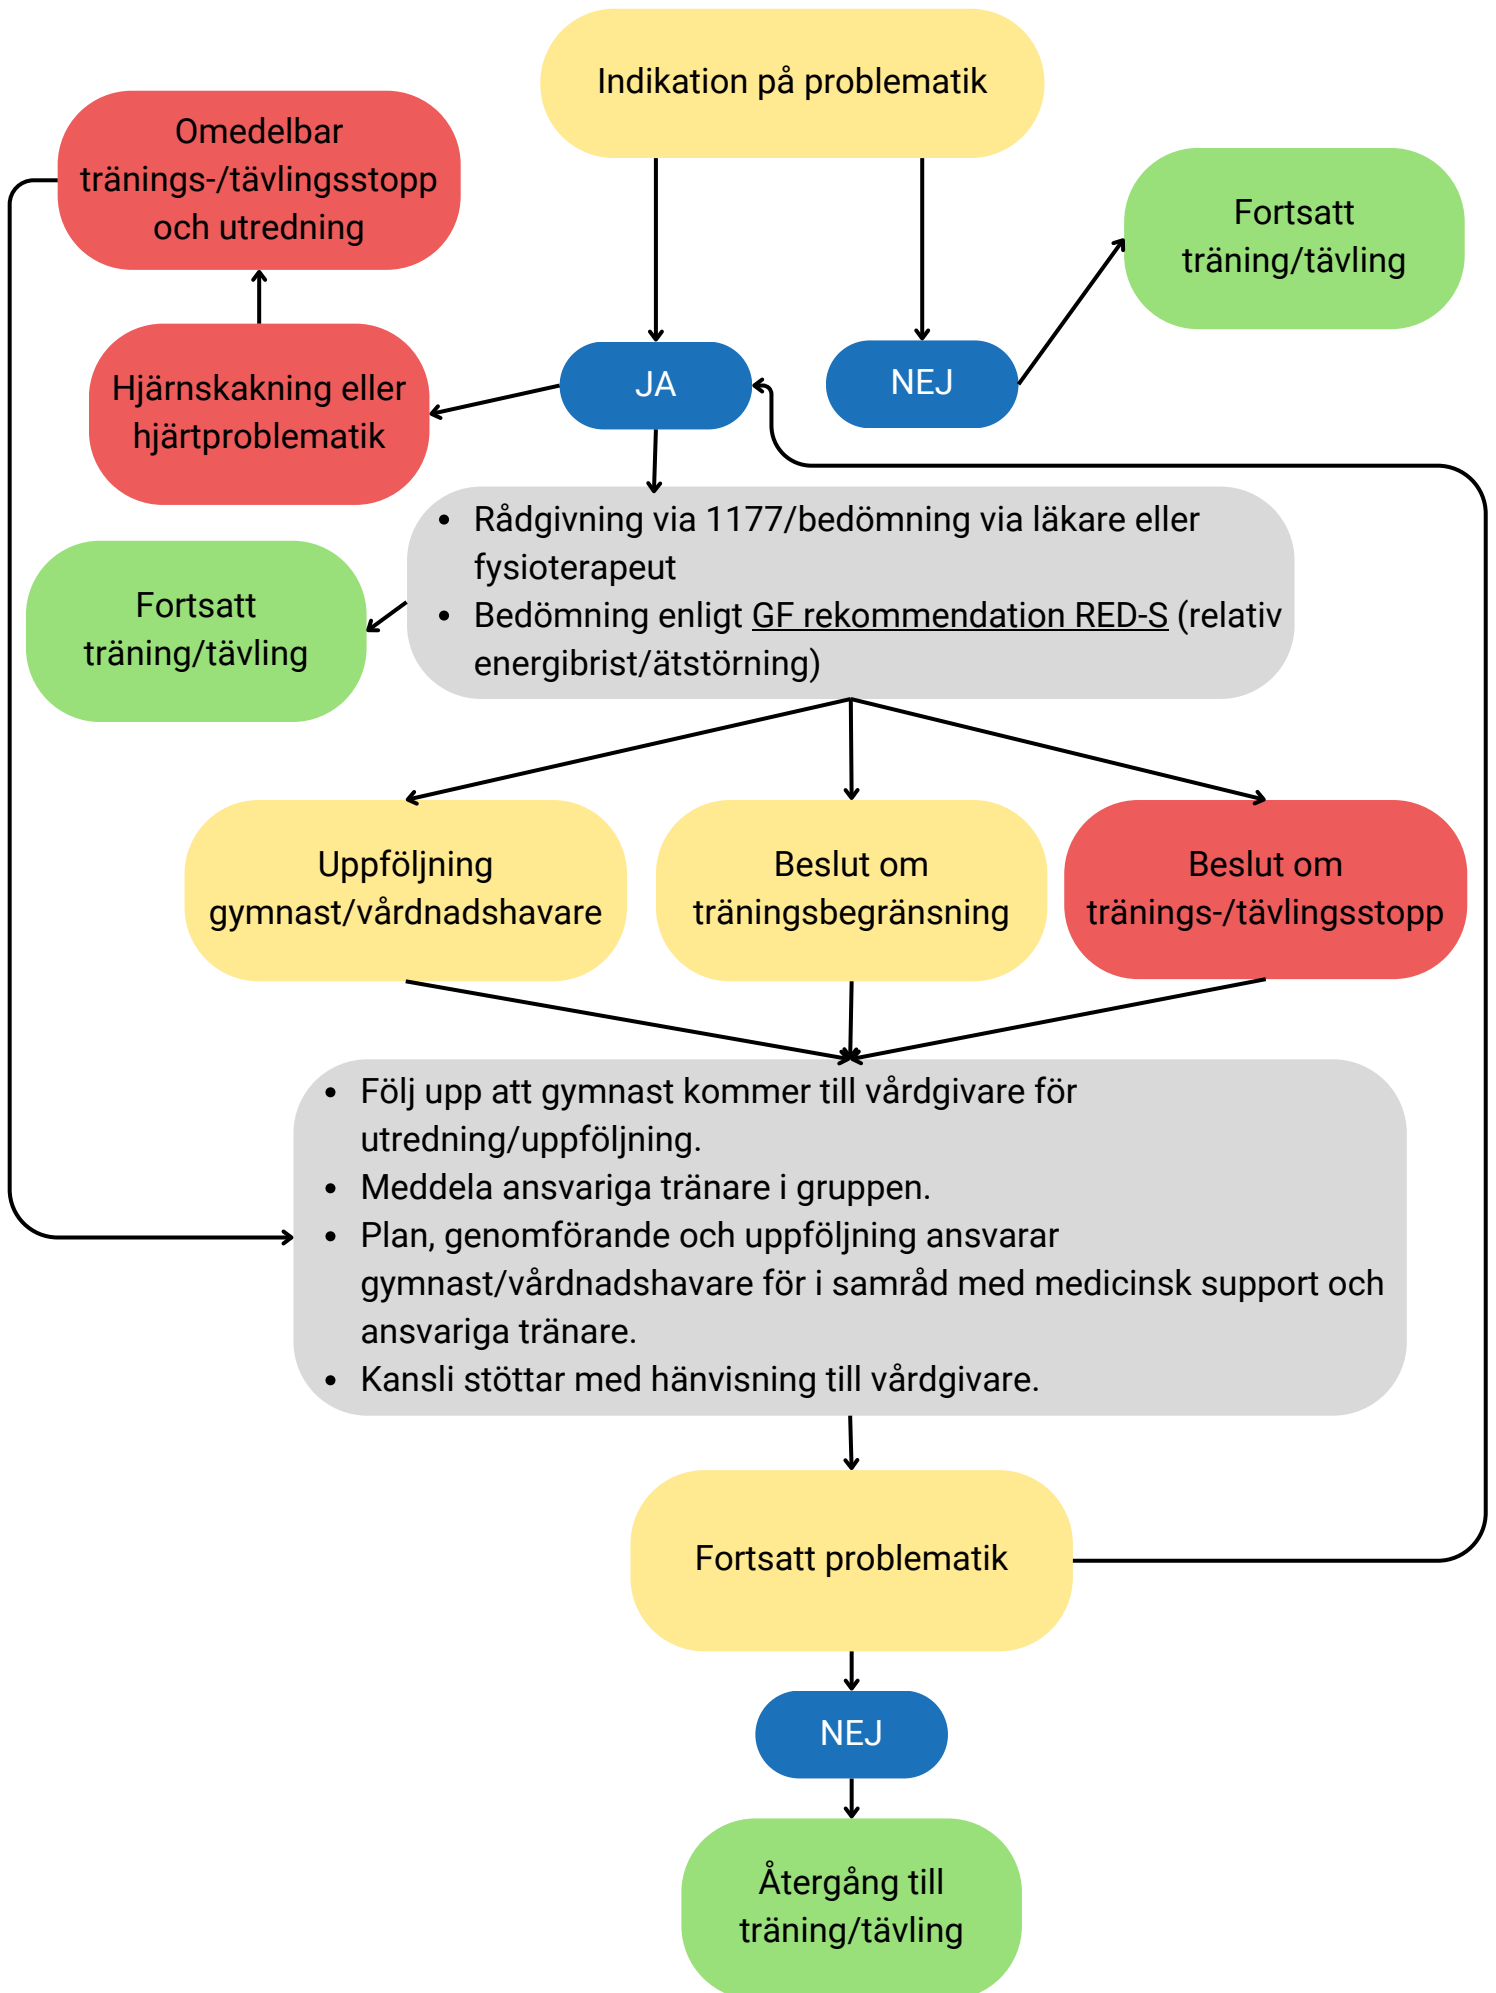 Indikation på problematik
Omedelbar
tränings-/tävlingsstopp
och utredning
Fortsatt
träning/tävling
Hjärnskakning eller
hjärtproblematik
JA
NEJ
• Rådgivning via 1177/bedömning via läkare eller
fysioterapeut
• Bedömning enligt GF rekommendation RED-S (relativ
energibrist/ätstörning)
Fortsatt
träning/tävling
Uppföljning
gymnast/vårdnadshavare
Beslut om
träningsbegränsning
Beslut om
tränings-/tävlingsstopp
• Följ upp att gymnast kommer till vårdgivare för
utredning/uppföljning.
• Meddela ansvariga tränare i gruppen.
• Plan, genomförande och uppföljning ansvarar
gymnast/vårdnadshavare för i samråd med medicinsk support och
ansvariga tränare.
• Kansli stöttar med hänvisning till vårdgivare.
Fortsatt problematik
NEJ
Återgång till
träning/tävling